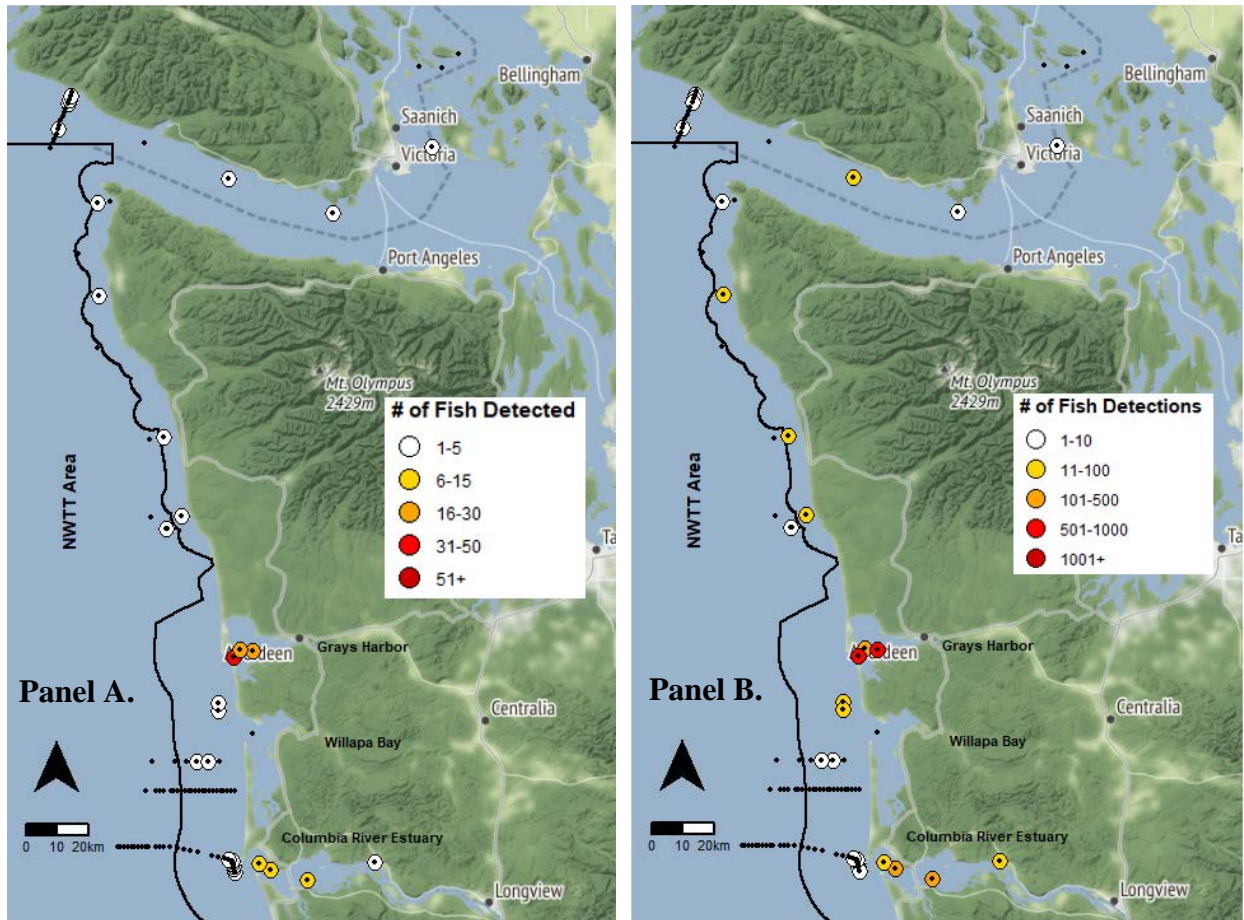 Bellingham
Saanich
Victoria
Port Angeles
Mt. Olympus
2429m
# of Fish Detected
1-5
6-15
16-30
31-50
51+
NWTT Area
Ta
Grays Harbor
Panel A.
Centralia
Willapa Bay
Columbia River Estuary
0 10 20km
Longview
Bellingham
Saanich
Victoria
Port Angeles
Mt. Olympus
2429m
# of Fish Detections
1-10
11-100
101-500
501-1000
1001+
NWTT Area
Ta
Grays Harbor
Panel B.
Centralia
Willapa Bay
Columbia River Estuary
0 10 20km
Longview